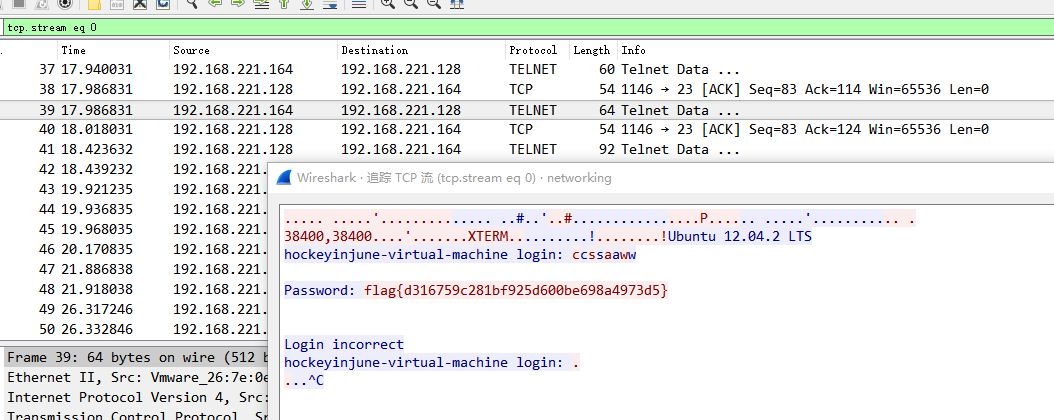 tcp.stream eq 0
. Time Source Destination Protocol Length Info
37 17.940031 192.168.221.164 192.168.221.128 TELNET 60 Telnet Data ...
38 17.986831 192.168.221.128 192.168.221.164 TCP 54 1146 → 23 [ACK] Seq=83 Ack=114 Win=65536 Len=0
39 17.986831 192.168.221.164 192.168.221.128 TELNET 64 Telnet Data ...
40 18.018031 192.168.221.128 192.168.221.164 TCP 54 1146 → 23 [ACK] Seq=83 Ack=124 Win=65536 Len=0
41 18.423632 192.168.221.128 192.168.221.164 TELNET 92 Telnet Data ...
42 18.439232 192.168.221.
43 19.921235 192.168.221.
44 19.936835 192.168.221.
45 19.968035 192.168.221.
46 20.170835 192.168.221.
47 21.886838 192.168.221.
48 21.918038 192.168.221.
49 26.317246 192.168.221.
50 26.332846 192.168.221.
Frame 39: 64 bytes on wire (512 b
Ethernet II, Src: Vmware_26:7e:0e
Internet Protocol Version 4, Src:
Transmission Control Protocol, Sr
Wireshark · 追踪 TCP 流 (tcp.stream eq 0) · networking
..... .....'.............. ..#..'..#................P...... .....'........... .
38400,38400....'.......XTERM..........!........!Ubuntu 12.04.2 LTS
hockeyinjune-virtual-machine login: ccssaaww
Password: flag{d316759c281bf925d600be698a4973d5}
Login incorrect
hockeyinjune-virtual-machine login: .
...^C